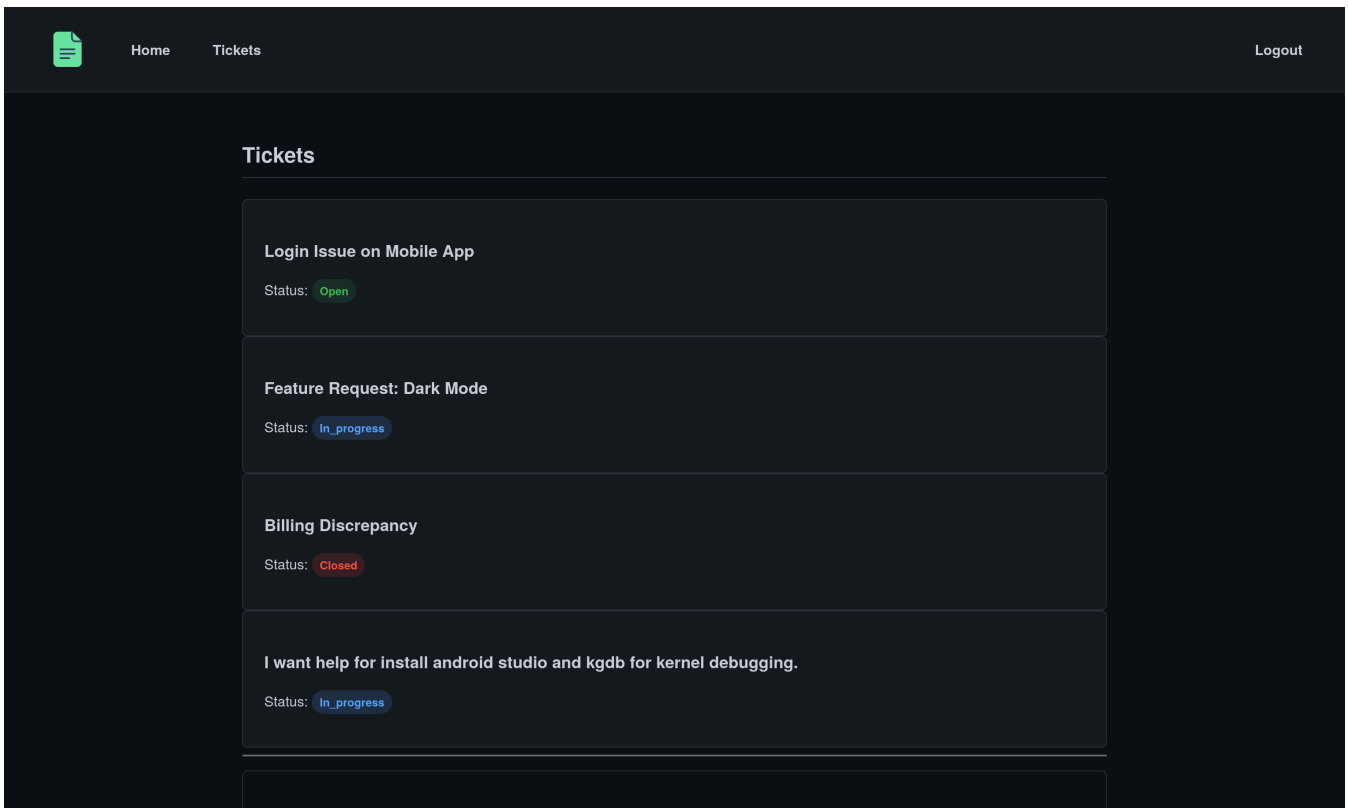 Home Tickets Logout
Tickets
Login Issue on Mobile App
Status: Open
Feature Request: Dark Mode
Status: In_progress
Billing Discrepancy
Status: Closed
I want help for install android studio and kgdb for kernel debugging.
Status: In_progress